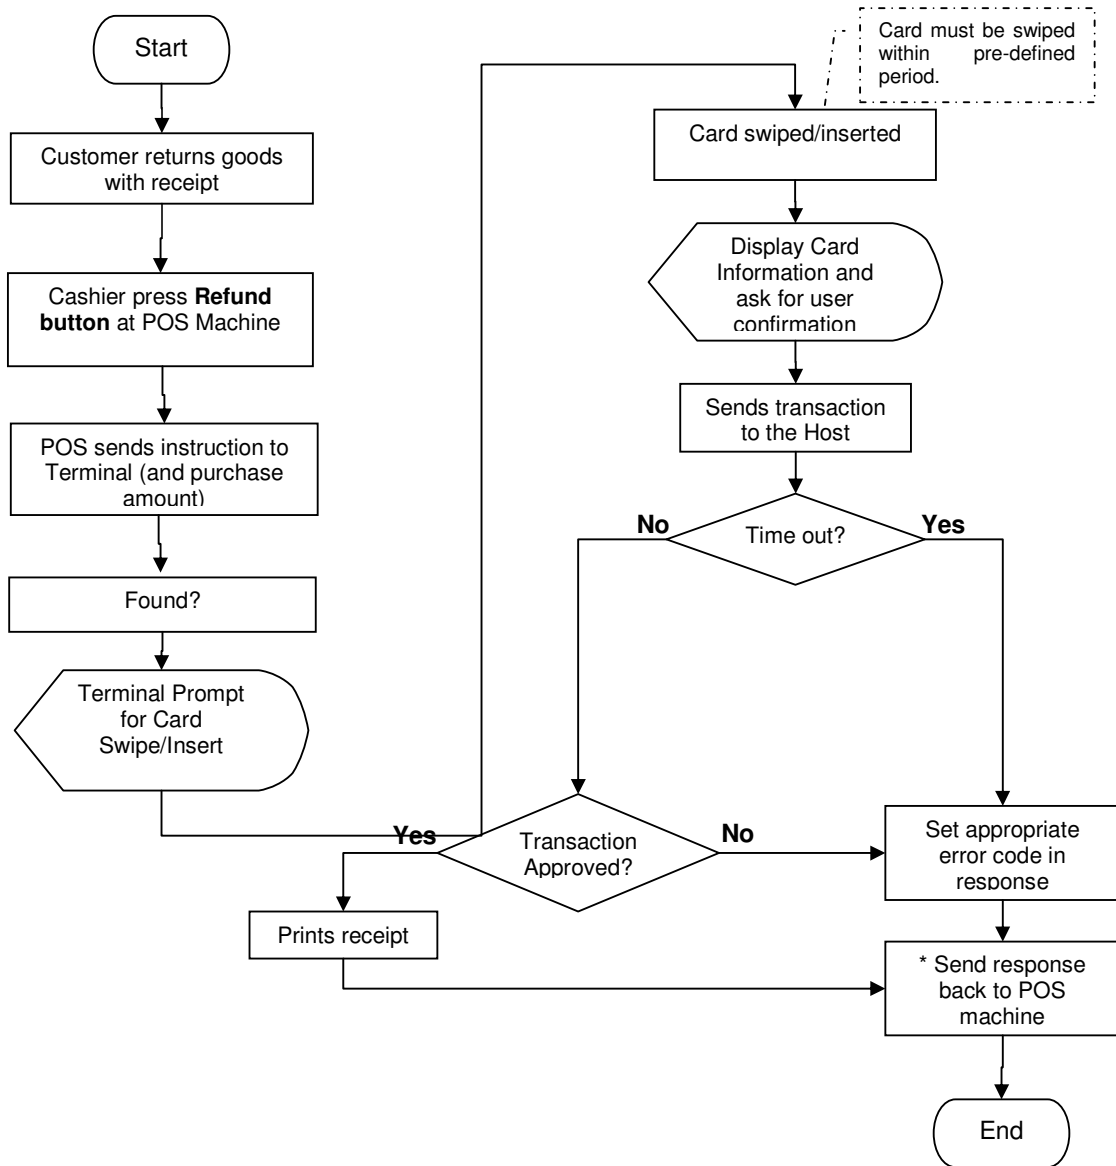 Start
Customer returns goods
with receipt
Cashier press Refund
button at POS Machine
POS sends instruction to
Terminal (and purchase
amount)
Found?
Terminal Prompt
for Card
Swipe/Insert
Card must be swiped
within pre-defined
period.
Card swiped/inserted
Display Card
Information and
ask for user
confirmation
Sends transaction
to the Host
Time out?
No
Yes
Transaction
Approved?
Yes
No
Prints receipt
Set appropriate
error code in
response
* Send response
back to POS
machine
End